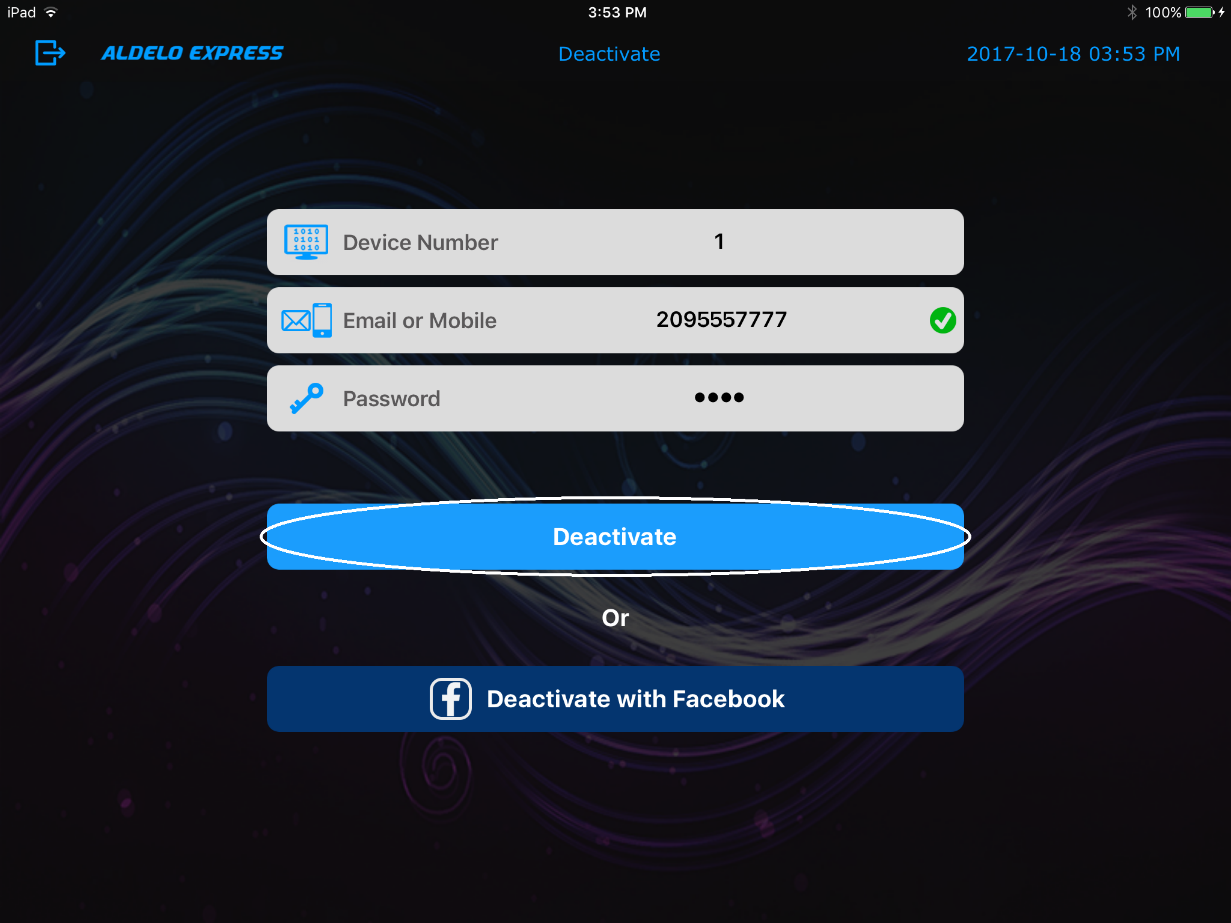 iPad 3:53 PM 100%
ALDELO EXPRESS Deactivate 2017-10-18 03:53 PM
1010
0101
1010
Device Number 1
Email or Mobile 2095557777
Password ••••
Deactivate
Or
f Deactivate with Facebook